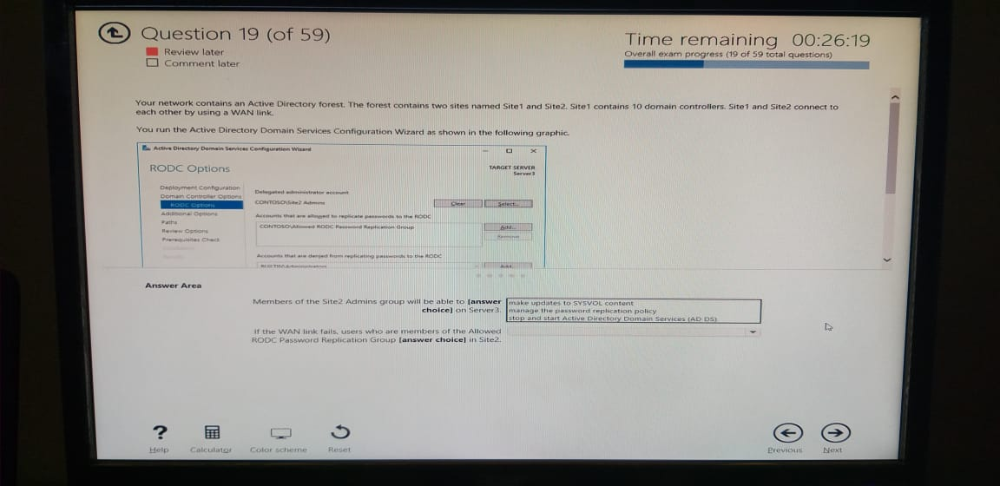 Question 19 (of 59)
Review later
Comment later
Time remaining 00:26:19
Overall exam progress (19 of 59 total questions)
Your network contains an Active Directory forest. The forest contains two sites named Site1 and Site2. Site1 contains 10 domain controllers. Site1 and Site2 connect to
each other by using a WAN link.
You run the Active Directory Domain Services Configuration Wizard as shown in the following graphic.
Active Directory Domain Services Configuration Wizard
RODC Options
TARGET SERVER
Server3
Deployment Configuration
Domain Controller Options
RODC Options
Additional Options
Paths
Review Options
Prerequisites Check
Delegated administrator account
CONTOSO\Site2 Admins
Clear
Select...
Accounts that are allowed to replicate passwords to the RODC
CONTOSO\Allowed RODC Password Replication Group
Add...
Remove
Accounts that are denied from replicating passwords to the RODC
BUILTIN\Administrators
Add...
Answer Area
Members of the Site2 Admins group will be able to [answer
choice] on Server3.
make updates to SYSVOL content
manage the password replication policy
stop and start Active Directory Domain Services (AD DS)
If the WAN link fails, users who are members of the Allowed
RODC Password Replication Group [answer choice] in Site2.
Help
Calculator
Color scheme
Reset
Previous
Next